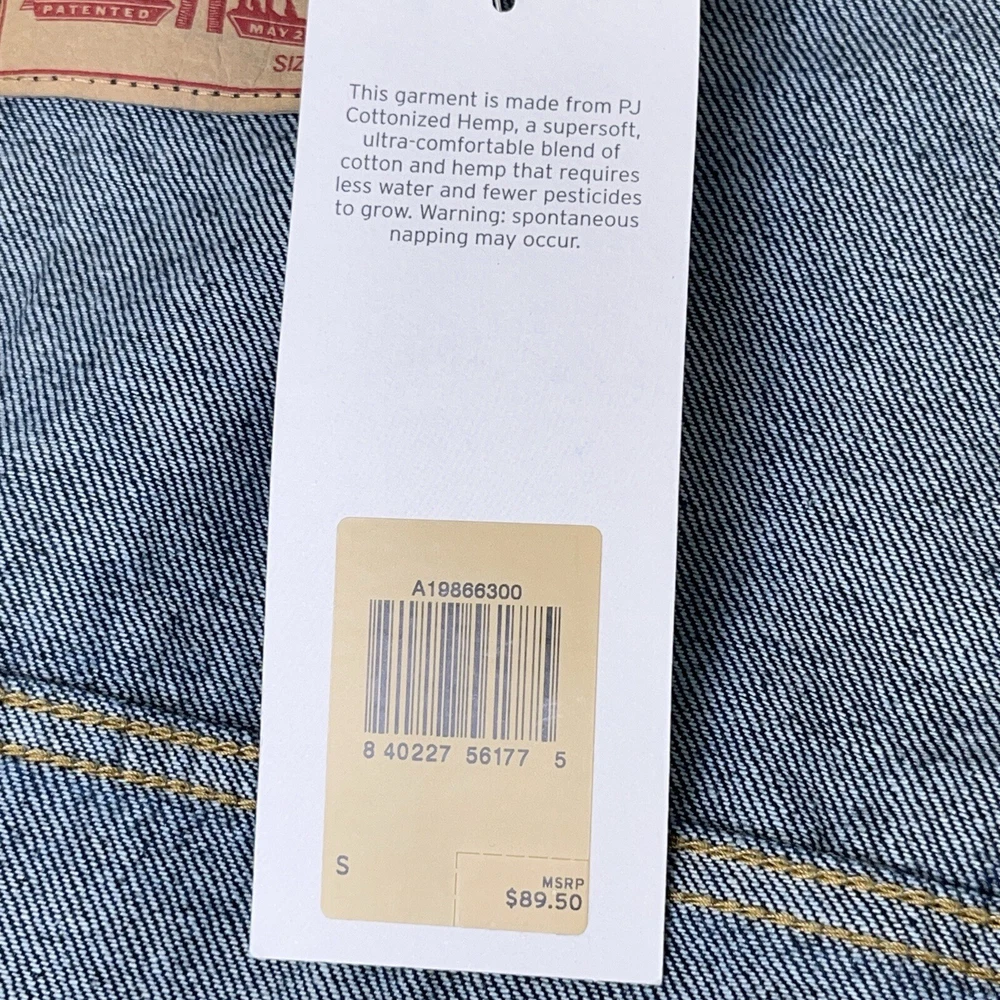 PATENTED
MAY 2
SIZ
This garment is made from PJ
Cottonized Hemp, a supersoft,
ultra-comfortable blend of
cotton and hemp that requires
less water and fewer pesticides
to grow. Warning: spontaneous
napping may occur.
A19866300
8 40227 56177 5
S
MSRP
$89.50